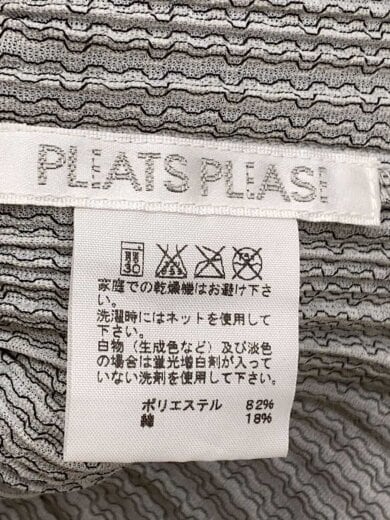 PLEATS PLEASE
30
家庭での乾燥機はお避け下さ
い。
洗濯時にはネットを使用して
下さい。
白物(生成色など)及び淡色
の場合は蛍光増白剤が入って
いない洗剤を使用して下さい。
ポリエステル 82%
綿 18%